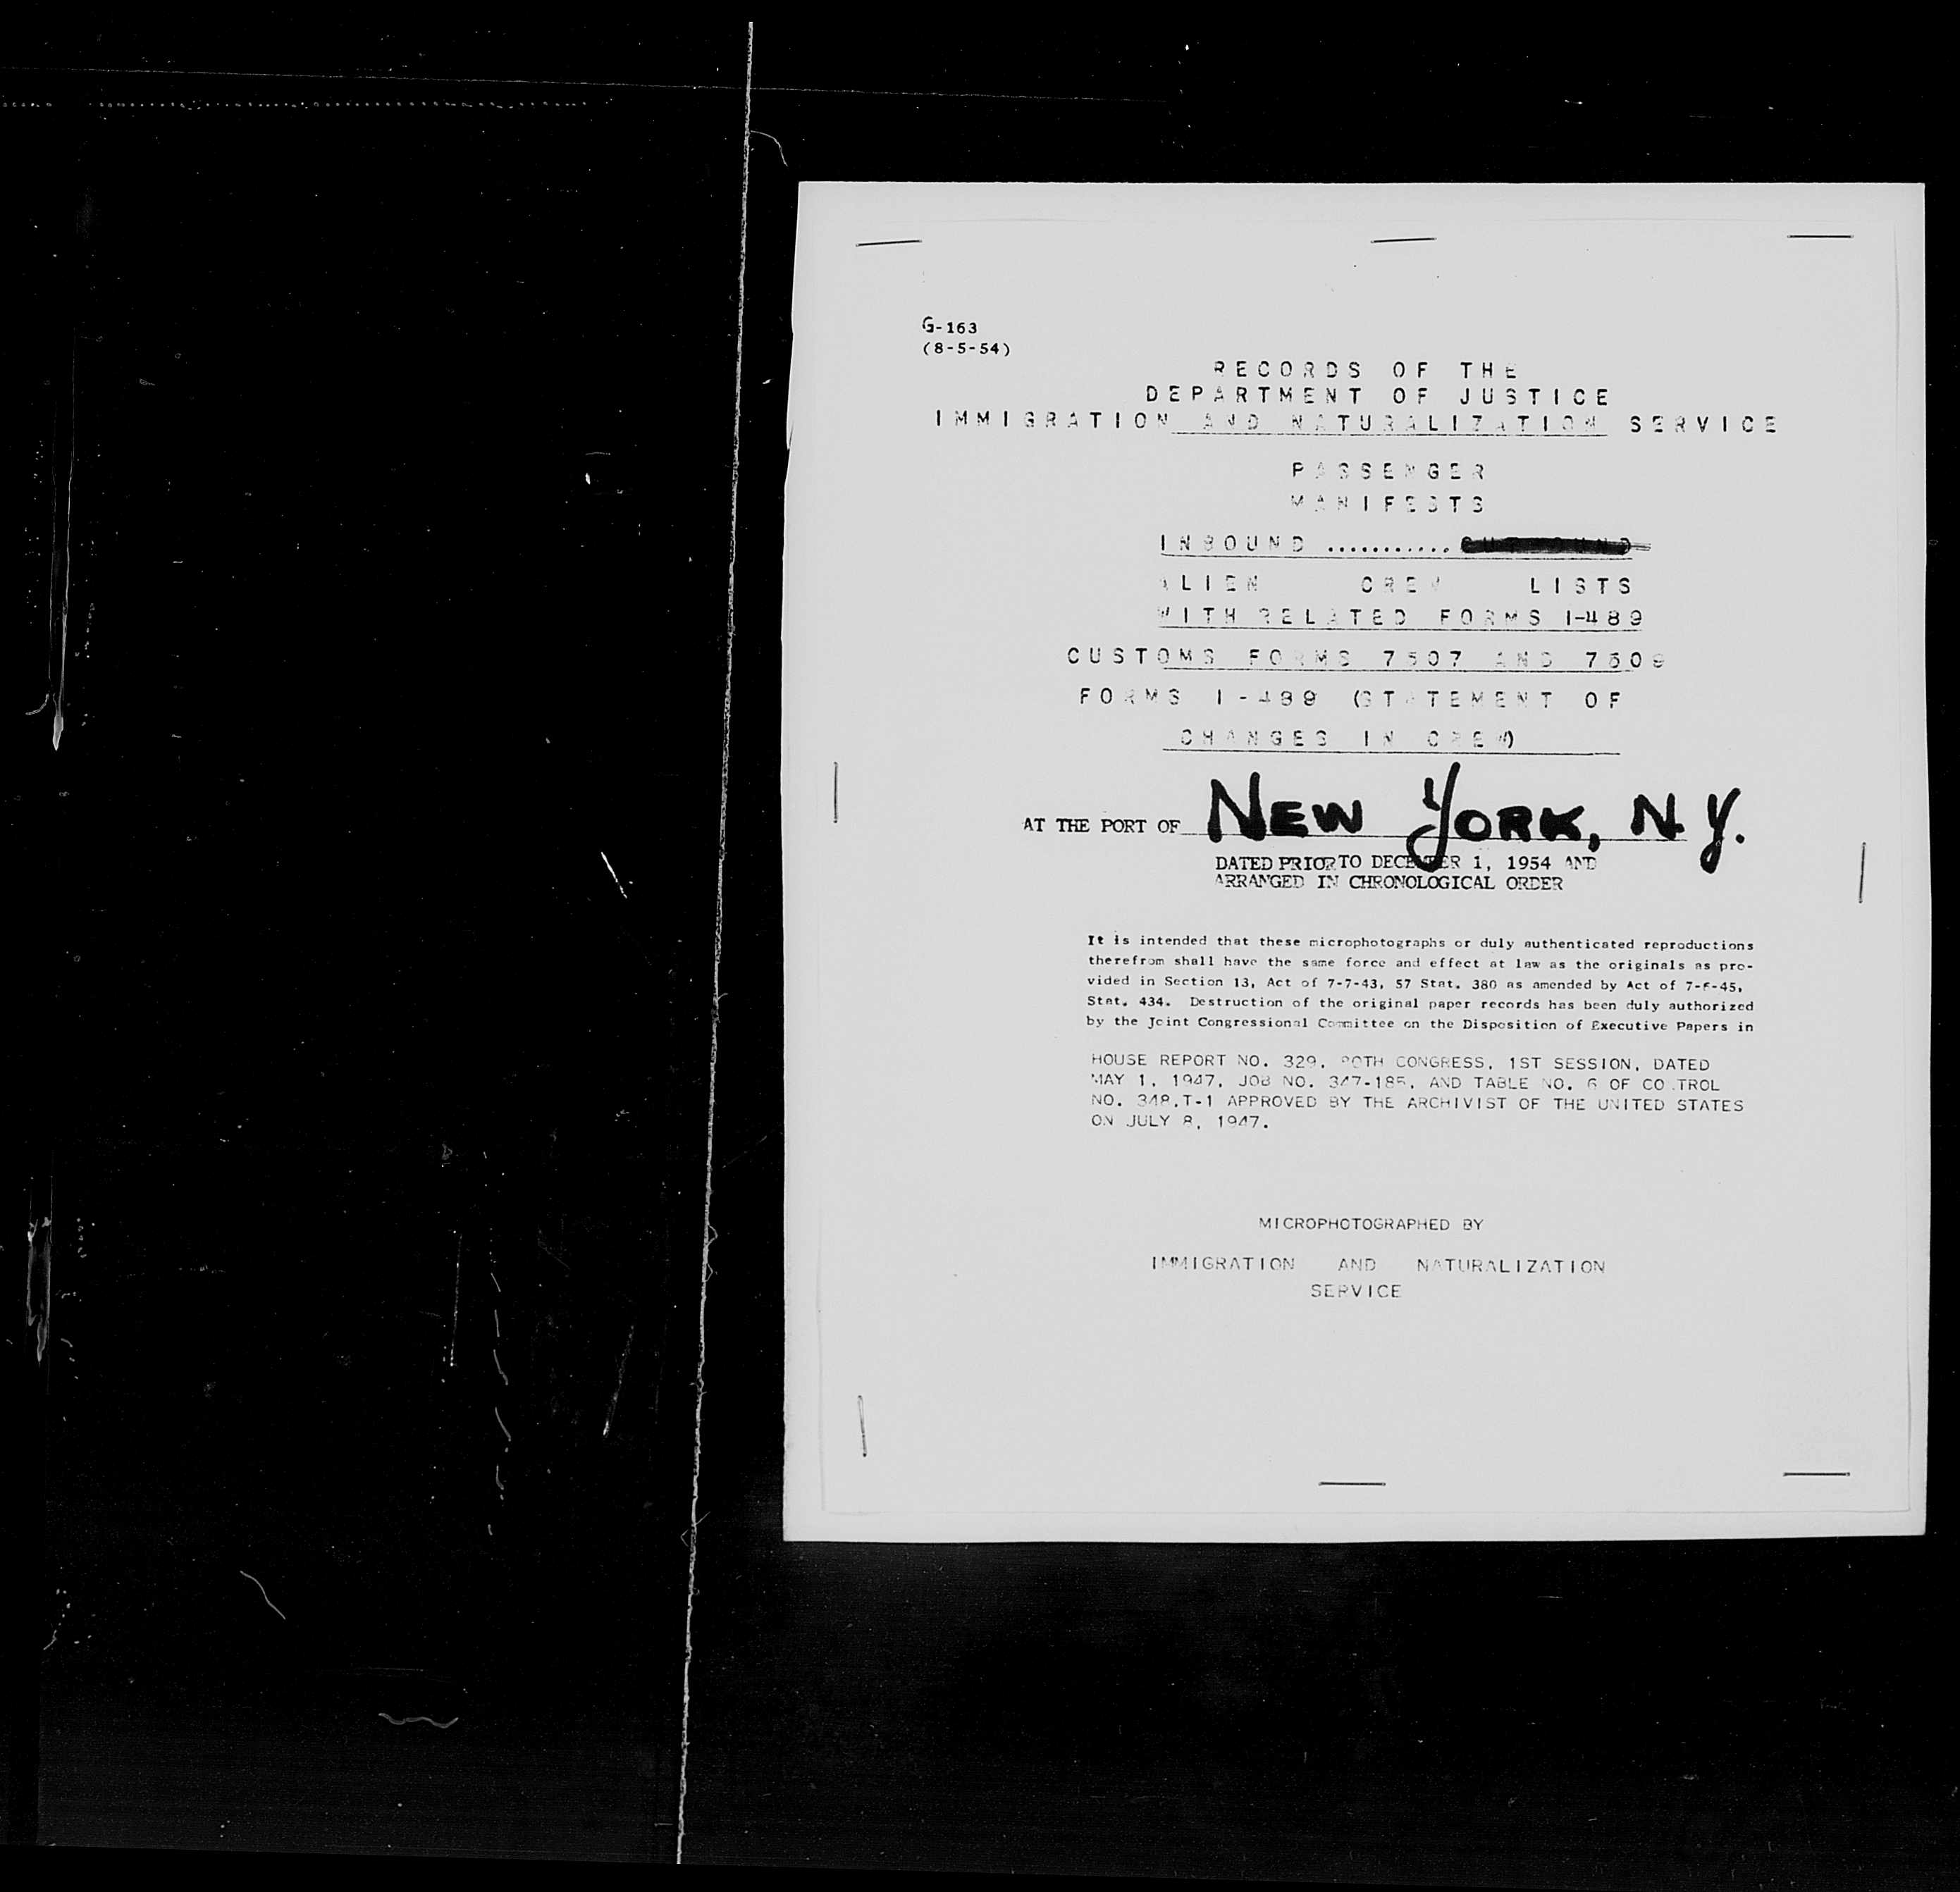 G-163
(8-5-54)
RECORDS OF THE
DEPARTMENT OF JUSTICE
IMMIGRATION AND NATURALIZATION SERVICE
PASSENGER
MANIFESTS
INBOUND ...........
ALIEN CREW LISTS
WITH RELATED FORMS I-489
CUSTOMS FORMS 7507 AND
FORMS I-489 (STATEMENT OF
CHANGES IN CREW)
AT THE PORT OF NEW YORK, N.Y.
DATED PRIOR TO DECEMBER 1, 1954 AND
ARRANGED IN CHRONOLOGICAL ORDER
It is intended that these microphotographs or duly authenticated reproductions
therefrom shall have the same force and effect at law as the originals as pro-
vided in Section 13, Act of 7-7-43, 57 Stat. 380 as amended by Act of 7-6-45,
Stat. 434. Destruction of the original paper records has been duly authorized
by the Joint Congressional Committee on the Disposition of Executive Papers in
HOUSE REPORT NO. 329, 80TH CONGRESS, 1ST SESSION, DATED
MAY 1, 1947, JOB NO. 347-185, AND TABLE NO. 6 OF CO TROL
NO. 348.T-1 APPROVED BY THE ARCHIVIST OF THE UNITED STATES
ON JULY 8, 1947.
MICROPHOTOGRAPHED BY
IMMIGRATION AND NATURALIZATION
SERVICE